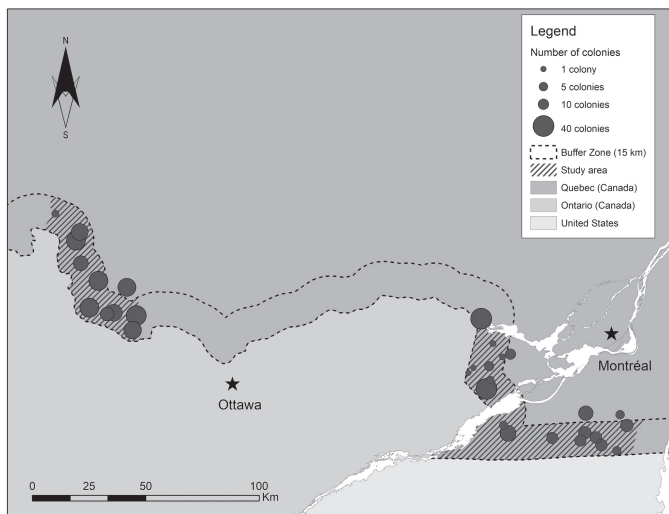 N
S
Legend
Number of colonies
1 colony
5 colonies
10 colonies
40 colonies
Buffer Zone (15 km)
Study area
Quebec (Canada)
Ontario (Canada)
United States
Montréal
Ottawa
0 25 50 100
Km